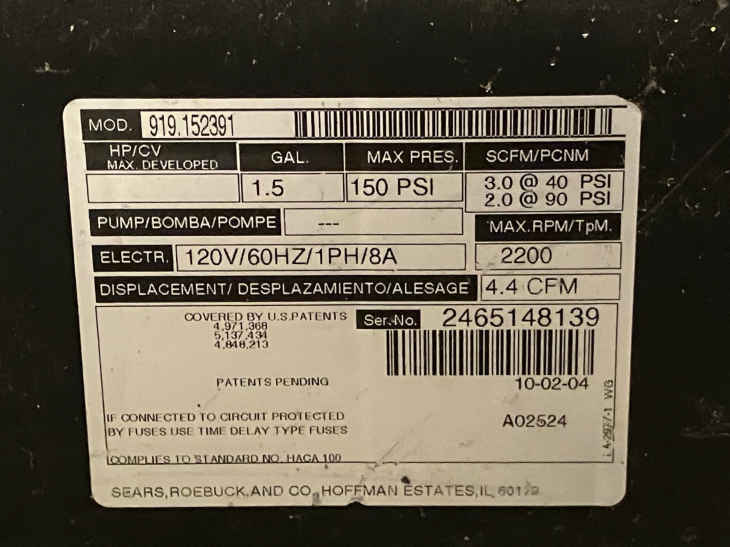 MOD. 919.152391
HP/CV MAX. DEVELOPED GAL. MAX PRES. SCFM/PCNM
1.5 150 PSI 3.0 @ 40 PSI
2.0 @ 90 PSI
PUMP/BOMBA/POMPE --- MAX.RPM/TpM.
ELECTR. 120V/60HZ/1PH/8A 2200
DISPLACEMENT/ DESPLAZAMIENTO/ALESAGE 4.4 CFM
COVERED BY U.S.PATENTS
4,971,368
5,137,434
4,848,213
Ser.No. 2465148139
PATENTS PENDING
10-02-04
IF CONNECTED TO CIRCUIT PROTECTED
BY FUSES USE TIME DELAY TYPE FUSES
A02524
COMPLIES TO STANDARD NO. HACA 100
SEARS,ROEBUCK,AND CO, HOFFMAN ESTATES,IL